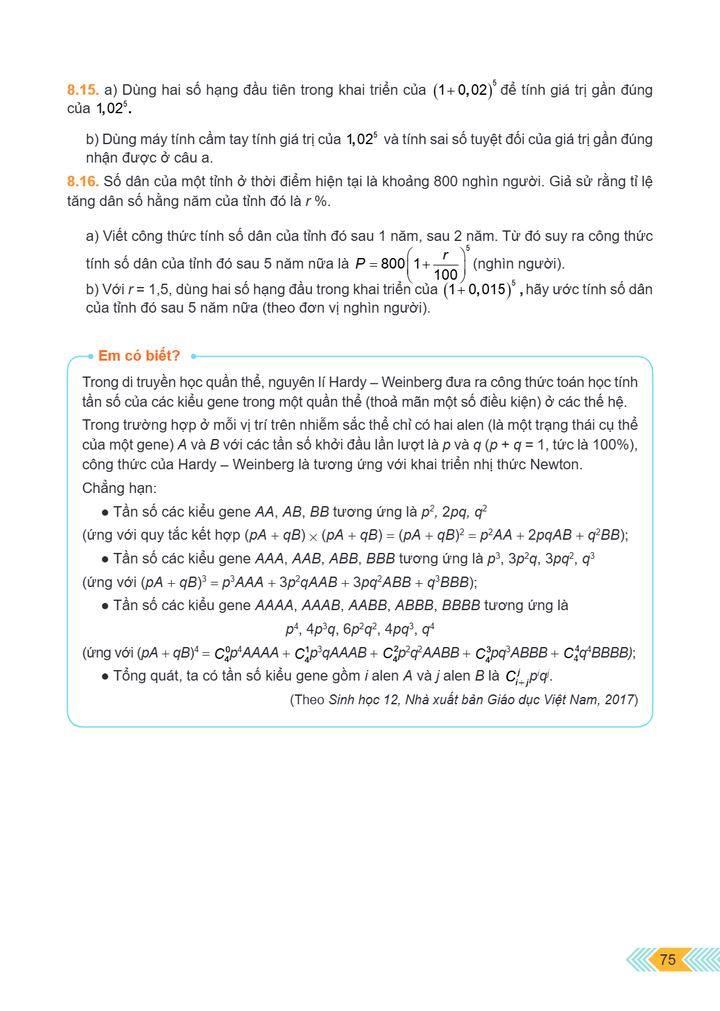 8.15. a) Dùng hai số hạng đầu tiên trong khai triển của (1+0,02)⁵ để tính giá trị gần đúng
của 1,02⁵.
b) Dùng máy tính cầm tay tính giá trị của 1,02⁵ và tính sai số tuyệt đối của giá trị gần đúng
nhận được ở câu a.
8.16. Số dân của một tỉnh ở thời điểm hiện tại là khoảng 800 nghìn người. Giả sử rằng tỉ lệ
tăng dân số hằng năm của tỉnh đó là r %.
a) Viết công thức tính số dân của tỉnh đó sau 1 năm, sau 2 năm. Từ đó suy ra công thức
tính số dân của tỉnh đó sau 5 năm nữa là P = 800(1 + r/100)⁵ (nghìn người).
b) Với r = 1,5, dùng hai số hạng đầu trong khai triển của (1+0,015)⁵, hãy ước tính số dân
của tỉnh đó sau 5 năm nữa (theo đơn vị nghìn người).
Em có biết?
Trong di truyền học quần thể, nguyên lí Hardy – Weinberg đưa ra công thức toán học tính
tần số của các kiểu gene trong một quần thể (thoả mãn một số điều kiện) ở các thế hệ.
Trong trường hợp ở mỗi vị trí trên nhiễm sắc thể chỉ có hai alen (là một trạng thái cụ thể
của một gene) A và B với các tần số khởi đầu lần lượt là p và q (p + q = 1, tức là 100%),
công thức của Hardy – Weinberg là tương ứng với khai triển nhị thức Newton.
Chẳng hạn:
● Tần số các kiểu gene AA, AB, BB tương ứng là p², 2pq, q²
(ứng với quy tắc kết hợp (pA + qB) × (pA + qB) = (pA + qB)² = p²AA + 2pqAB + q²BB);
● Tần số các kiểu gene AAA, AAB, ABB, BBB tương ứng là p³, 3p²q, 3pq², q³
(ứng với (pA + qB)³ = p³AAA + 3p²qAAB + 3pq²ABB + q³BBB);
● Tần số các kiểu gene AAAA, AAAB, AABB, ABBB, BBBB tương ứng là
p⁴, 4p³q, 6p²q², 4pq³, q⁴
(ứng với (pA + qB)⁴ = C₄⁰p⁴AAAA + C₄¹p³qAAAB + C₄²p²q²AABB + C₄³pq³ABBB + C₄⁴q⁴BBBB);
● Tổng quát, ta có tần số kiểu gene gồm i alen A và j alen B là Cʲᵢ₊ⱼpⁱqʲ.
(Theo Sinh học 12, Nhà xuất bản Giáo dục Việt Nam, 2017)
75